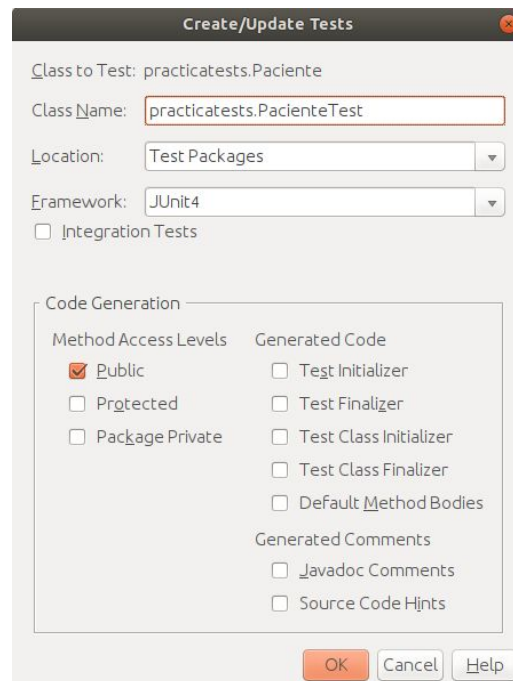 Create/Update Tests
Class to Test: practicatests.Paciente
Class Name: practicatests.PacienteTest
Location: Test Packages
Framework: JUnit4
Integration Tests
Code Generation
Method Access Levels
Public
Protected
Package Private
Generated Code
Test Initializer
Test Finalizer
Test Class Initializer
Test Class Finalizer
Default Method Bodies
Generated Comments
Javadoc Comments
Source Code Hints
OK Cancel Help